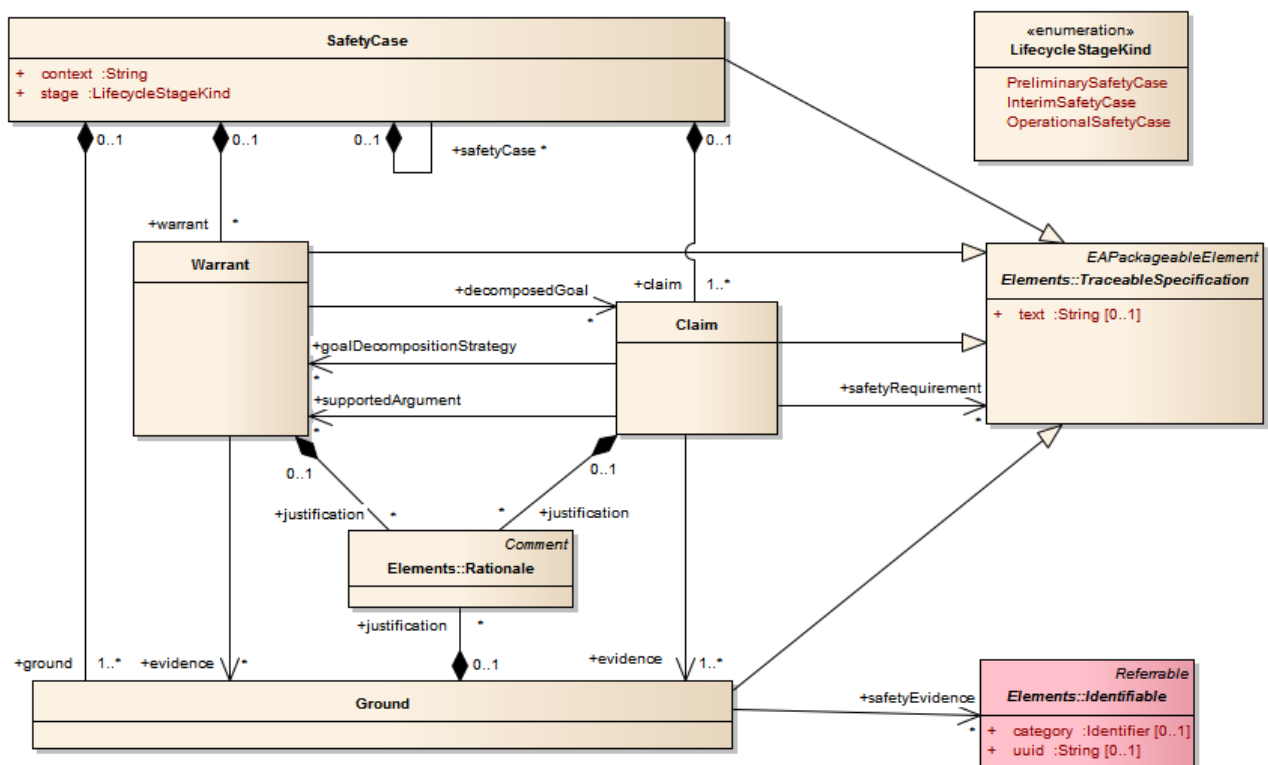 SafetyCase
+ context :String
+ stage :LifecycleStageKind
«enumeration»
LifecycleStageKind
PreliminarySafetyCase
InterimSafetyCase
OperationalSafetyCase
0..1
0..1
0..1
+safetyCase *
0..1
+warrant *
Warrant
+claim 1..*
Claim
EAPackageableElement
Elements::TraceableSpecification
+ text :String [0..1]
+decomposedGoal
*
+goalDecompositionStrategy
*
+supportedArgument
*
+safetyRequirement
*
0..1
0..1
+justification *
* +justification
Comment
Elements::Rationale
+justification *
0..1
+ground 1..*
+evidence *
+evidence 1..*
Ground
+safetyEvidence
*
Referrable
Elements::Identifiable
+ category :Identifier [0..1]
+ uuid :String [0..1]